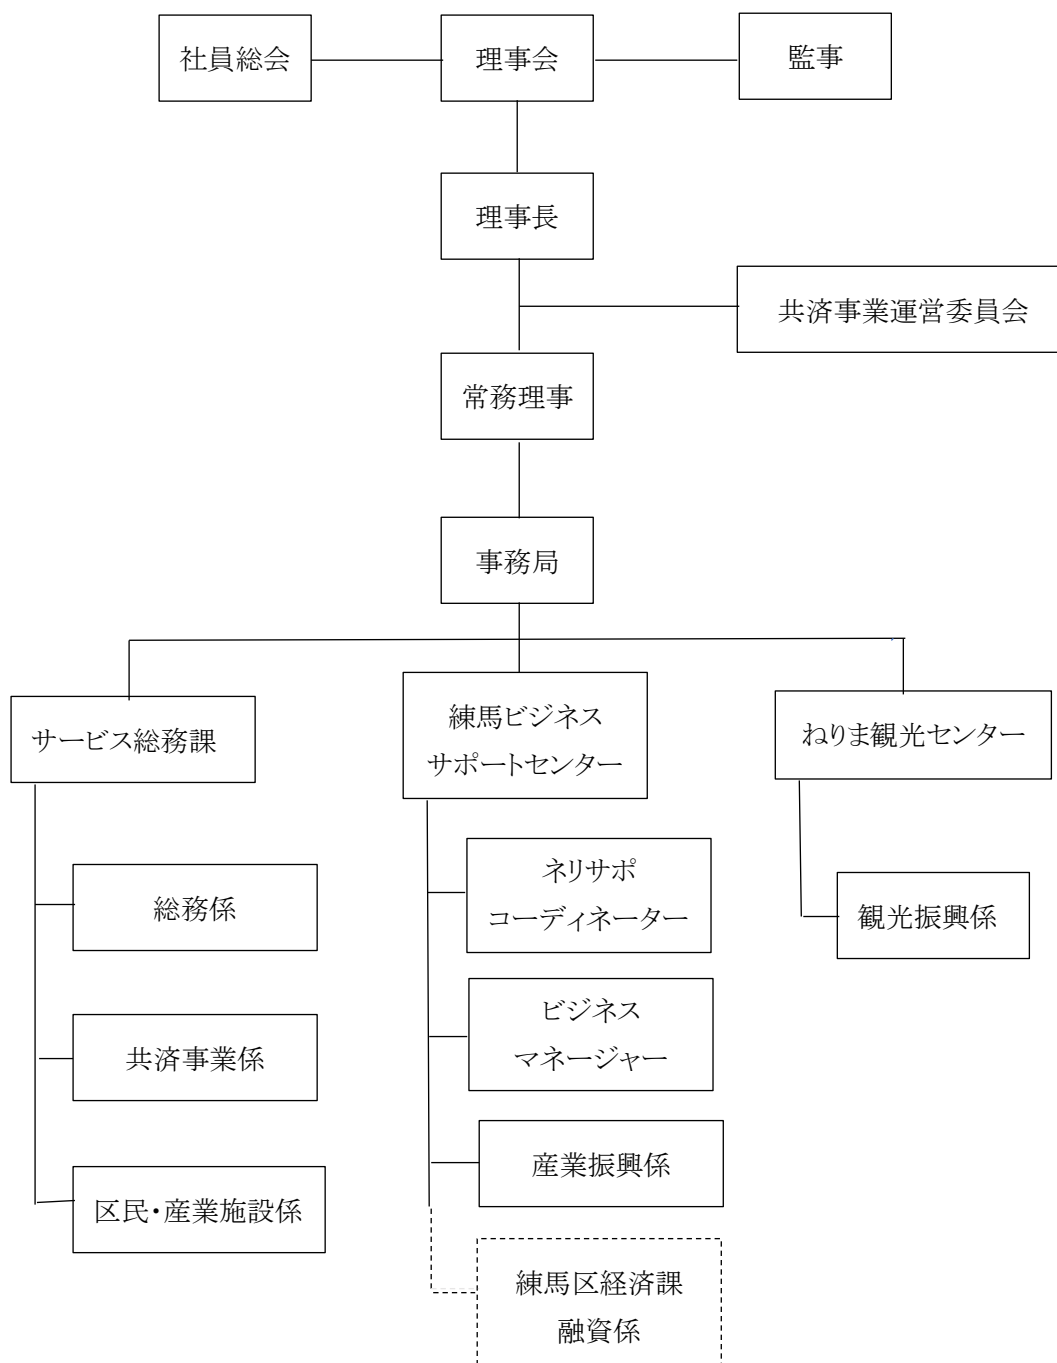 社員総会
理事会
監事
理事長
共済事業運営委員会
常務理事
事務局
サービス総務課
練馬ビジネス
サポートセンター
ねりま観光センター
総務係
共済事業係
区民・産業施設係
ネリサポ
コーディネーター
ビジネス
マネージャー
産業振興係
練馬区経済課
融資係
観光振興係